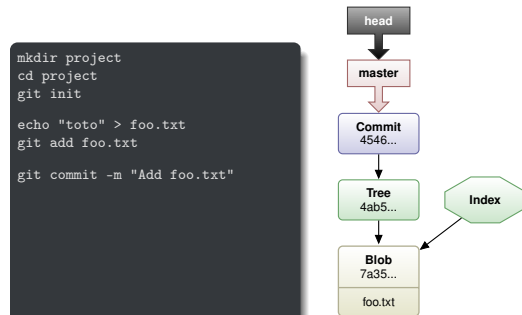 mkdir project
cd project
git init
echo "toto" > foo.txt
git add foo.txt
git commit -m "Add foo.txt"
head
master
Commit
4546...
Tree
4ab5...
Index
Blob
7a35...
foo.txt